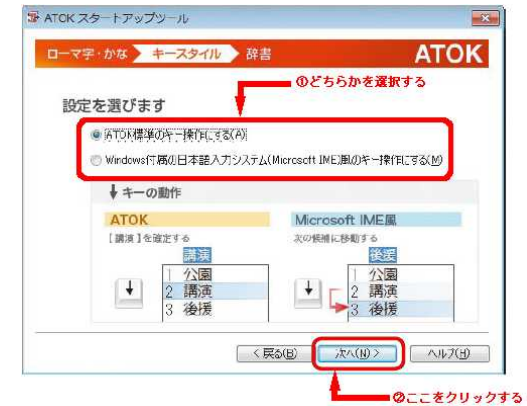 ATOK スタートアップツール
ローマ字・かな キースタイル 辞書 ATOK
①どちらかを選択する
設定を選びます
ATOK標準のキー操作にする(A)
Windows付属の日本語入力システム(Microsoft IME)風のキー操作にする(M)
キーの動作
ATOK
【講演】を確定する
講演
1 公園
2 講演
3 後援
Microsoft IME風
次の候補に移動する
後援
1 公園
2 講演
3 後援
< 戻る(B) 次へ(N) > ヘルプ(H)
②ここをクリックする